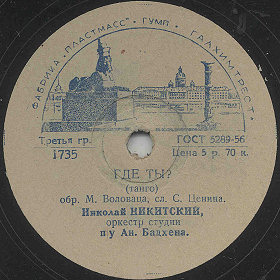 ФАБРИКА „ПЛАСТМАСС" ГУМП • ГАЛХИМТРЕСТ
Третья гр. ГОСТ 5289-56
1735 Цена 5 р. 70 к.
ГДЕ ТЫ?
(танго)
обр. М. Воловаца, сл. С. Ценина.
Николай НИКИТСКИЙ,
оркестр студии
п/у Ан. Бадхена.